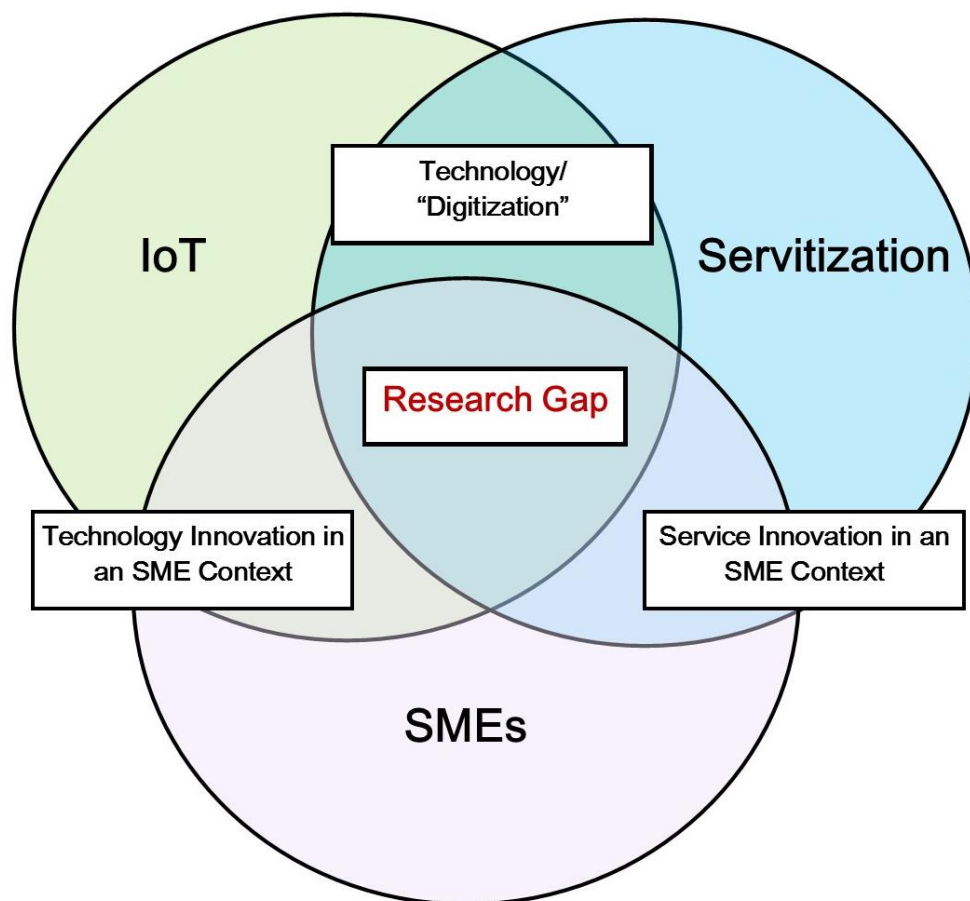 Technology/
“Digitization”
IoT
Servitization
Research Gap
Technology Innovation in
an SME Context
Service Innovation in an
SME Context
SMEs